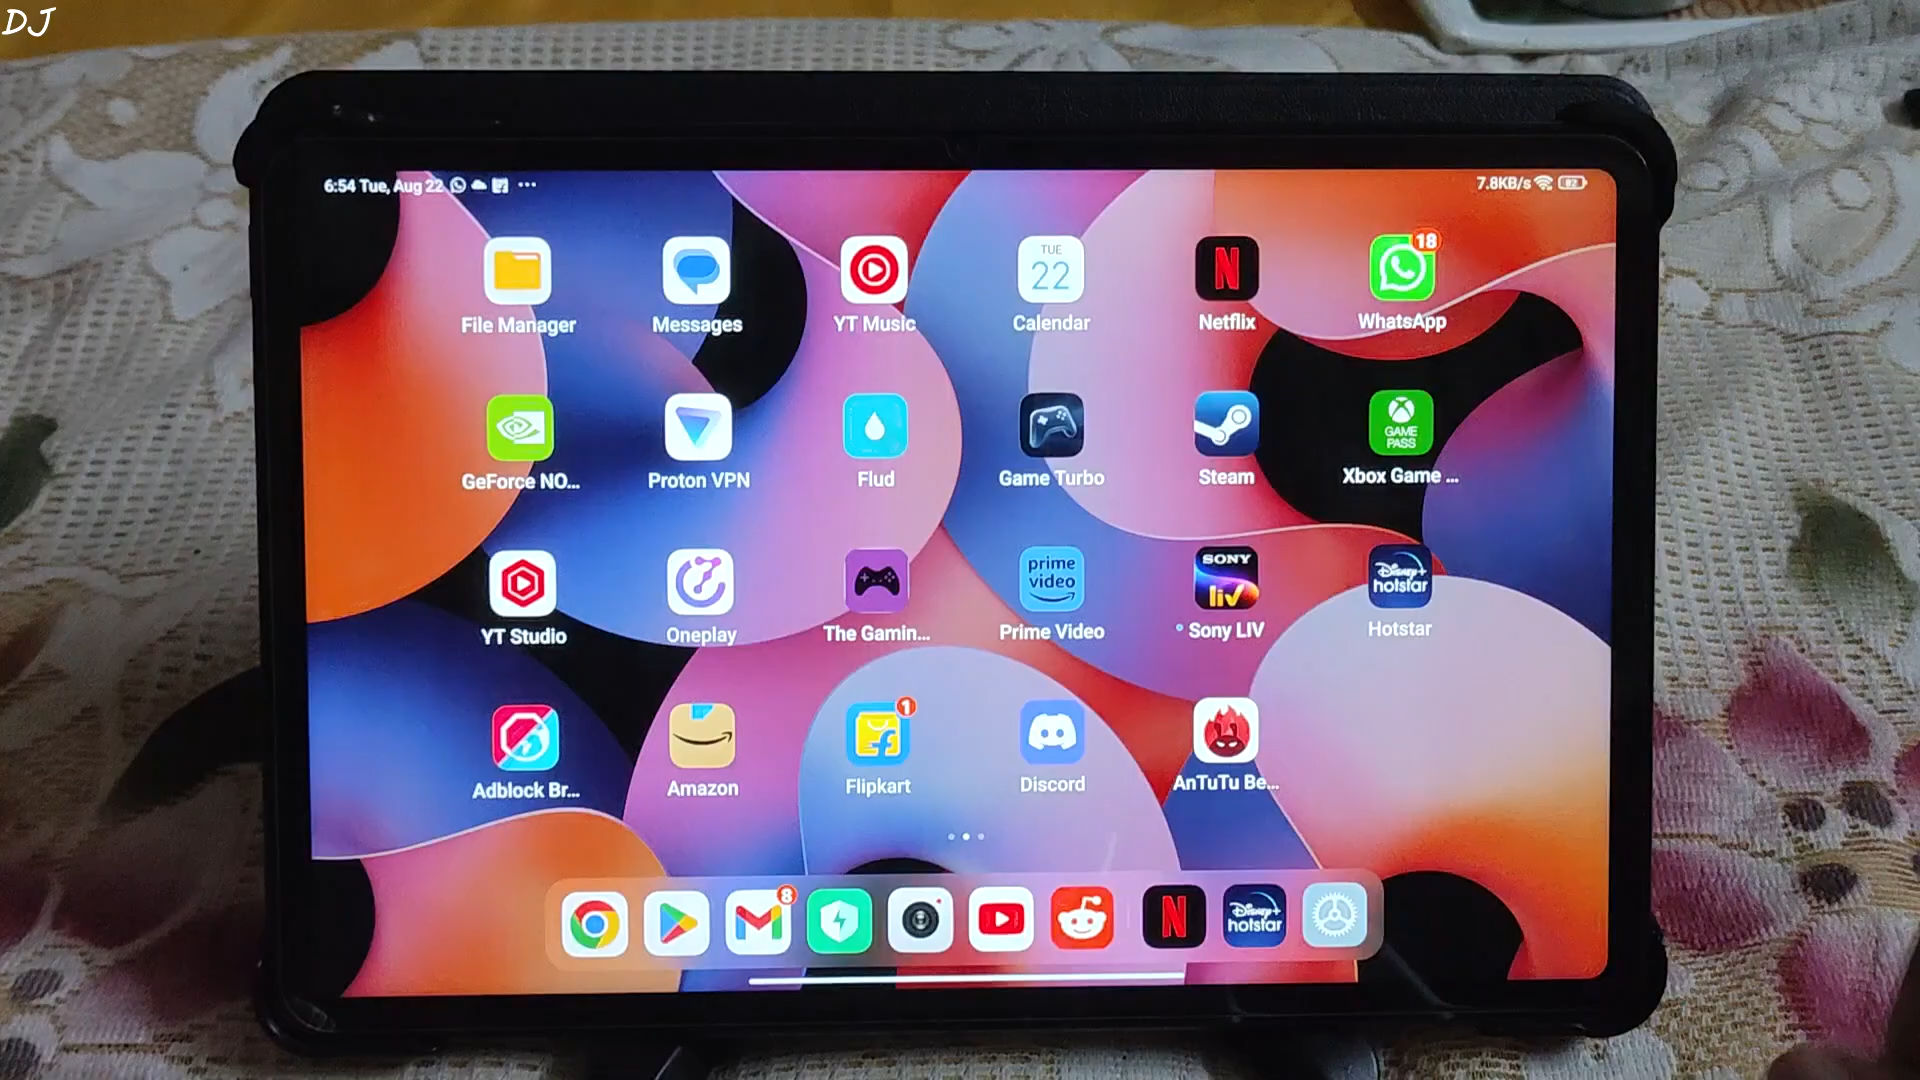 DJ
6:54 Tue, Aug 22
7.8KB/s
82
TUE
22
18
File Manager
Messages
YT Music
Calendar
Netflix
WhatsApp
GAME
PASS
GeForce NO...
Proton VPN
Flud
Game Turbo
Steam
Xbox Game ...
prime
video
SONY
liv
Disney+
hotstar
YT Studio
Oneplay
The Gamin...
Prime Video
Sony LIV
Hotstar
1
Adblock Br...
Amazon
Flipkart
Discord
AnTuTu Be...
8
Disney+
hotstar